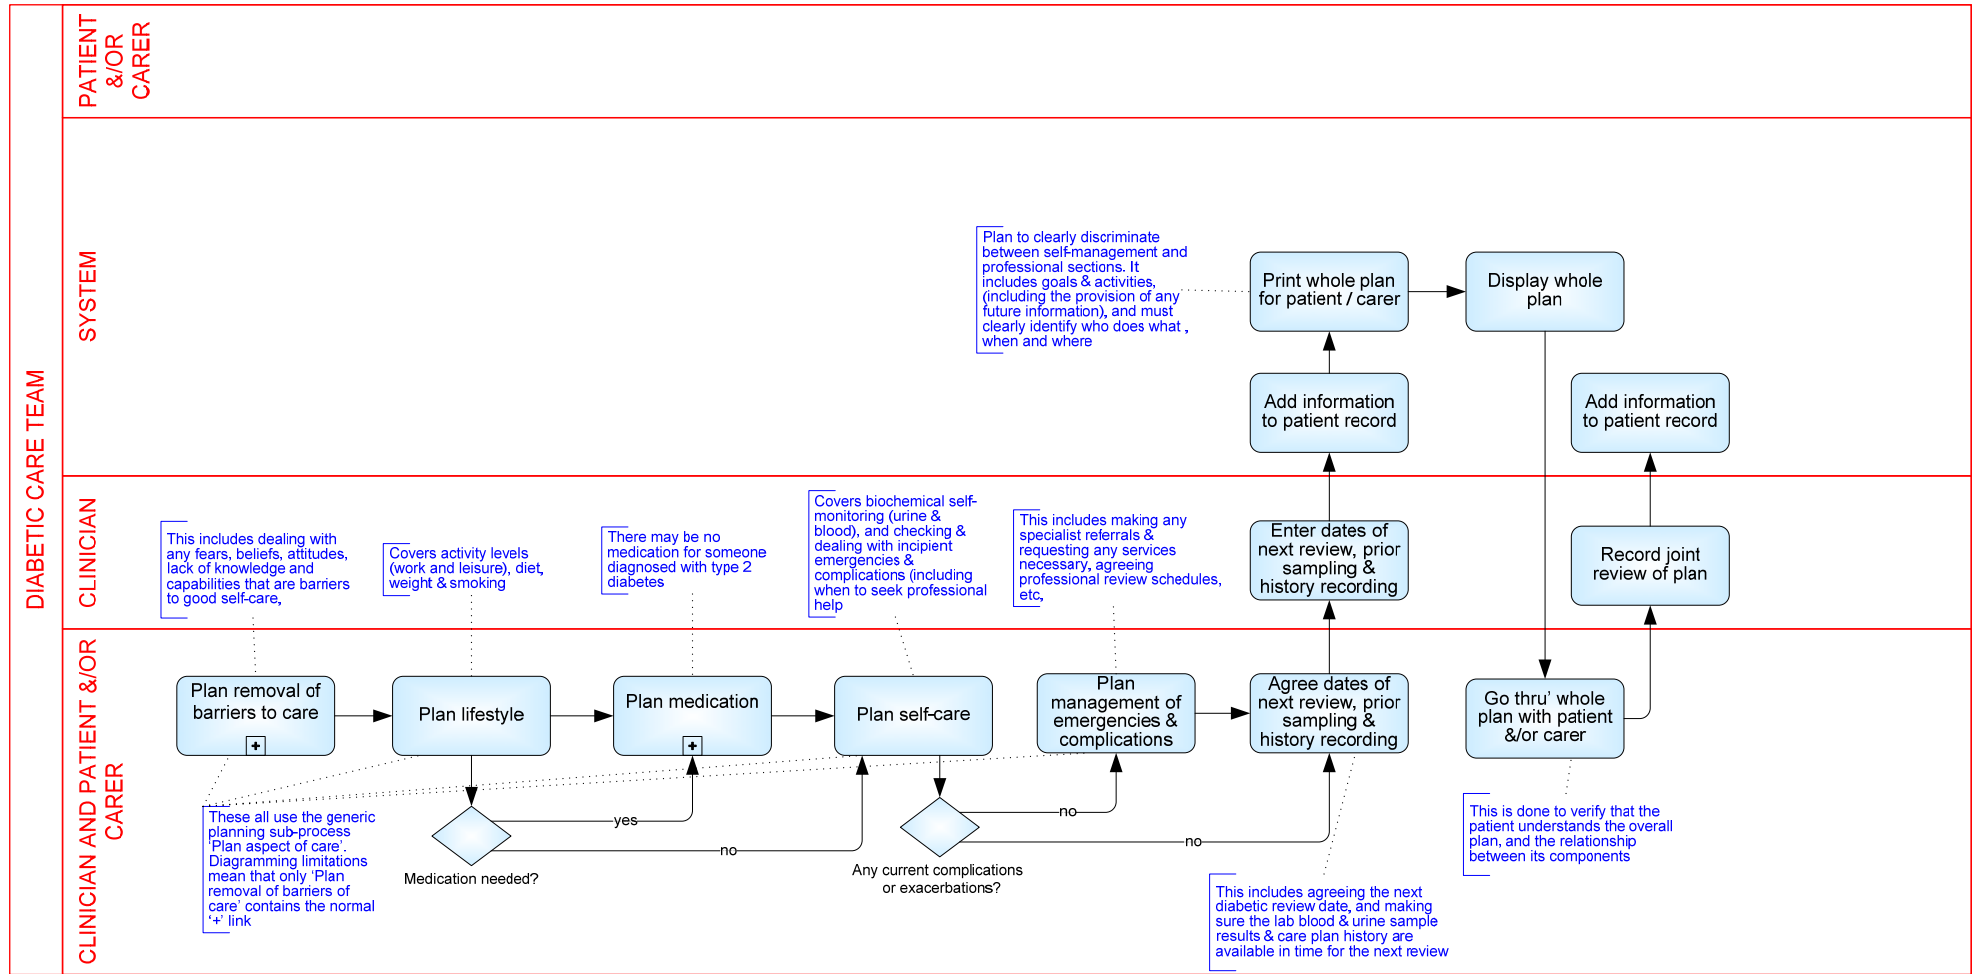 DIABETIC CARE TEAM
PATIENT
&/OR
CARER
SYSTEM
Plan to clearly discriminate
between self-management and
professional sections. It
includes goals & activities,
(including the provision of any
future information), and must
clearly identify who does what ,
when and where
Print whole plan
for patient / carer
Display whole
plan
Add information
to patient record
Add information
to patient record
CLINICIAN
This includes dealing with
any fears, beliefs, attitudes,
lack of knowledge and
capabilities that are barriers
to good self-care,
Covers activity levels
(work and leisure), diet,
weight & smoking
There may be no
medication for someone
diagnosed with type 2
diabetes
Covers biochemical self-
monitoring (urine &
blood), and checking &
dealing with incipient
emergencies &
complications (including
when to seek professional
help
This includes making any
specialist referrals &
requesting any services
necessary, agreeing
professional review schedules,
etc,
Enter dates of
next review, prior
sampling &
history recording
Record joint
review of plan
CLINICIAN AND PATIENT &/OR
CARER
Plan removal of
barriers to care
+
Plan lifestyle
Plan medication
+
Plan self-care
Plan
management of
emergencies &
complications
Agree dates of
next review, prior
sampling &
history recording
Go thru’ whole
plan with patient
&/or carer
These all use the generic
planning sub-process
‘Plan aspect of care’.
Diagramming limitations
mean that only ‘Plan
removal of barriers of
care’ contains the normal
‘+’ link
yes
no
Medication needed?
no
no
Any current complications
or exacerbations?
This includes agreeing the next
diabetic review date, and making
sure the lab blood & urine sample
results & care plan history are
available in time for the next review
This is done to verify that the
patient understands the overall
plan, and the relationship
between its components